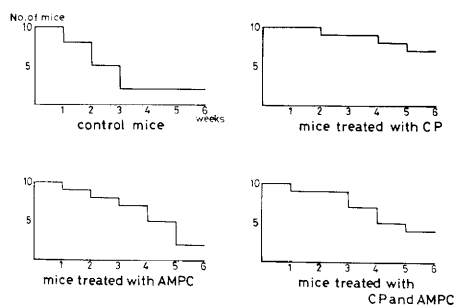 No. of mice
10
5
1 2 3 4 5 6
weeks
control mice
10
5
1 2 3 4 5 6
mice treated with CP
10
5
1 2 3 4 5 6
mice treated with AMPC
10
5
1 2 3 4 5 6
mice treated with
CP and AMPC